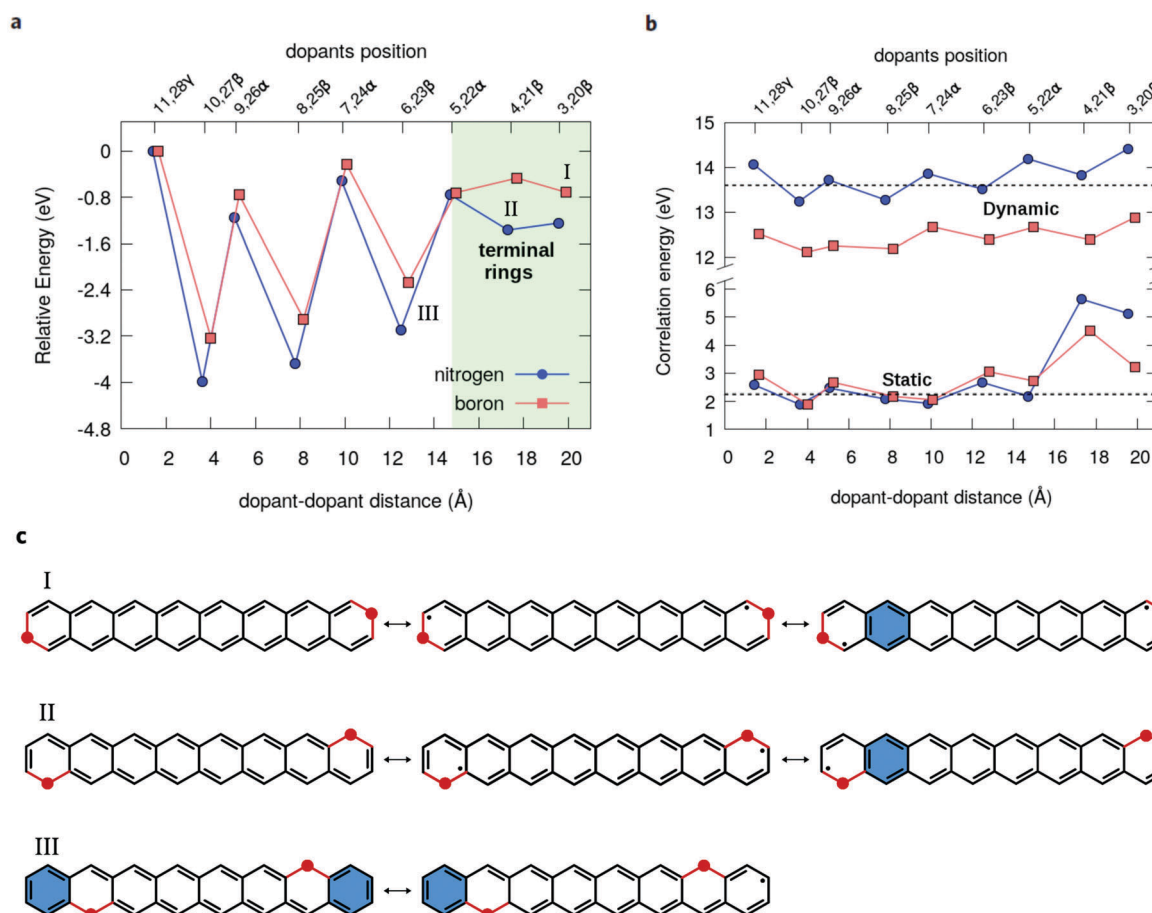 a
dopants position
11,28γ 10,27β 9,26α 8,25β 7,24α 6,23β 5,22α 4,21β 3,20β
Relative Energy (eV)
0
-0.8
-1.6
-2.4
-3.2
-4
-4.8
I
II
terminal
rings
III
nitrogen
boron
0 2 4 6 8 10 12 14 16 18 20
dopant-dopant distance (Å)
b
dopants position
11,28γ 10,27β 9,26α 8,25β 7,24α 6,23β 5,22α 4,21β 3,20β
Correlation energy (eV)
15
14
13
12
6
5
4
3
2
1
Dynamic
Static
0 2 4 6 8 10 12 14 16 18 20
dopant-dopant distance (Å)
c
I
II
III